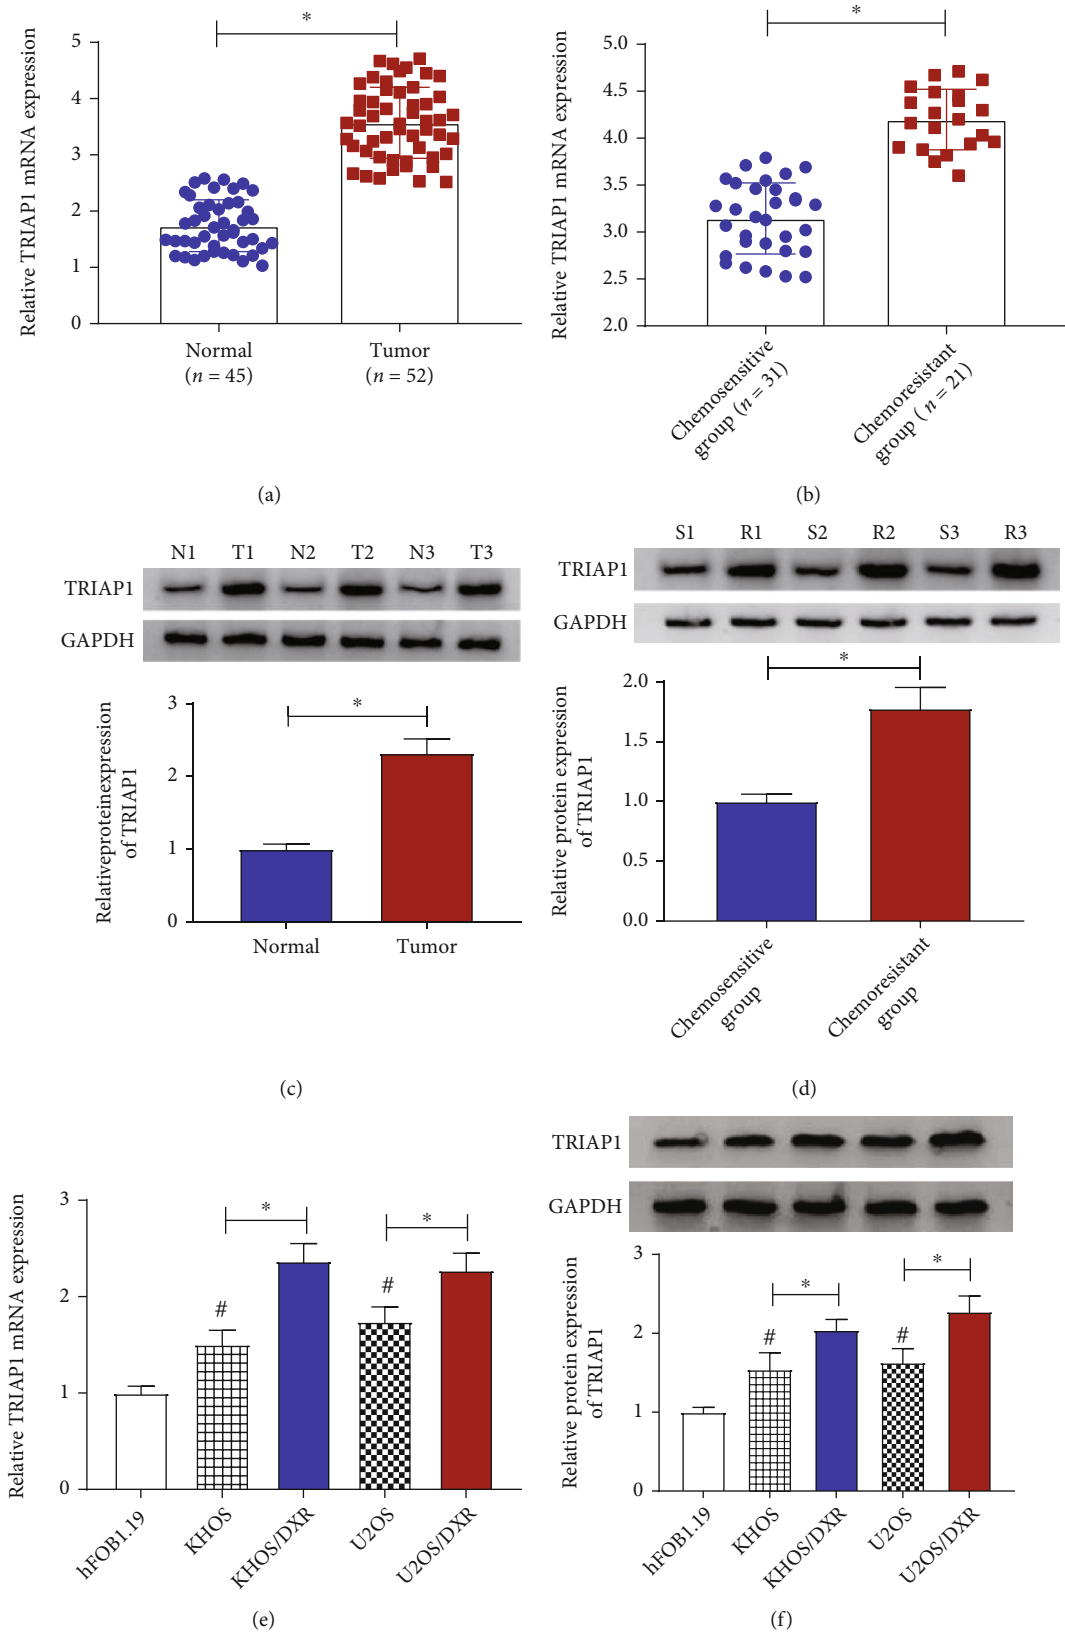 *
Relative TRIAP1 mRNA expression
5
4
3
2
1
0
Normal
(n = 45)
Tumor
(n = 52)
(a)
*
Relative TRIAP1 mRNA expression
5.0
4.5
4.0
3.5
3.0
2.5
2.0
Chemosensitive
group (n = 31)
Chemoresistant
group ( n = 21)
(b)
N1 T1 N2 T2 N3 T3
TRIAP1
GAPDH
*
Relativeproteinexpression
of TRIAP1
3
2
1
0
Normal
Tumor
(c)
S1 R1 S2 R2 S3 R3
TRIAP1
GAPDH
*
Relative protein expression
of TRIAP1
2.0
1.5
1.0
0.5
0.0
Chemosensitive
group
Chemoresistant
group
(d)
Relative TRIAP1 mRNA expression
3
2
1
0
* *
# #
hFOB1.19
KHOS
KHOS/DXR
U2OS
U2OS/DXR
(e)
TRIAP1
GAPDH
Relative protein expression
of TRIAP1
3
2
1
0
* *
# #
hFOB1.19
KHOS
KHOS/DXR
U2OS
U2OS/DXR
(f)